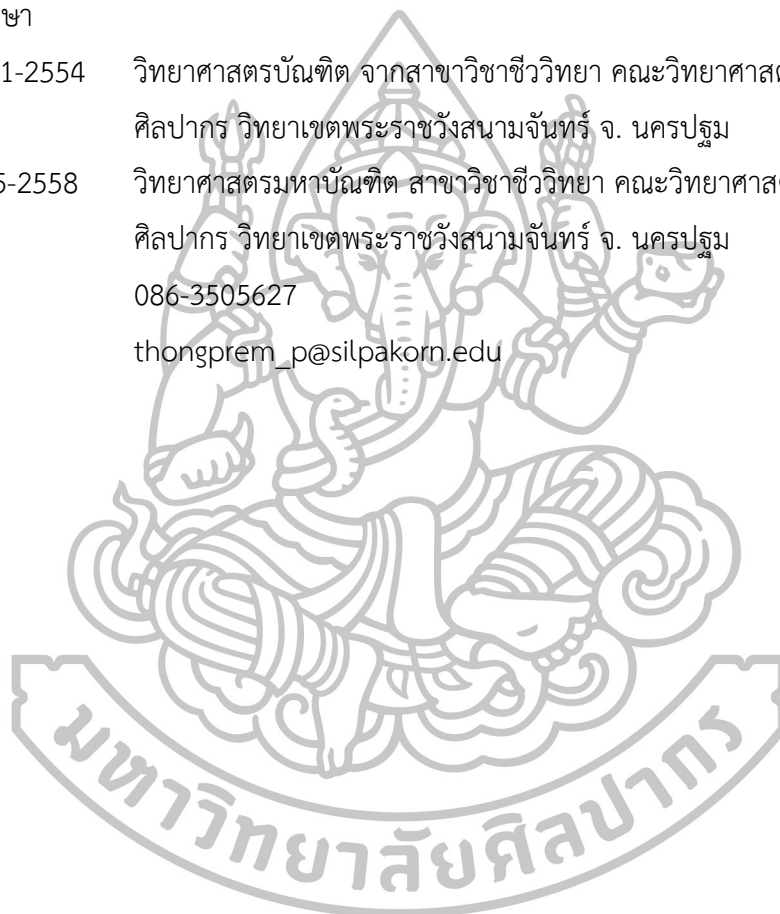 ษา
1-2554 วิทยาศาสตรบัณฑิต จากสาขาวิชาชีววิทยา คณะวิทยาศาสต
ศิลปากร วิทยาเขตพระราชวังสนามจันทร์ จ. นครปฐม
5-2558 วิทยาศาสตรมหาบัณฑิต สาขาวิชาชีววิทยา คณะวิทยาศาสต
ศิลปากร วิทยาเขตพระราชวังสนามจันทร์ จ. นครปฐม
086-3505627
thongprem_p@silpakorn.edu
มหาวิทยาลัยศิลปากร